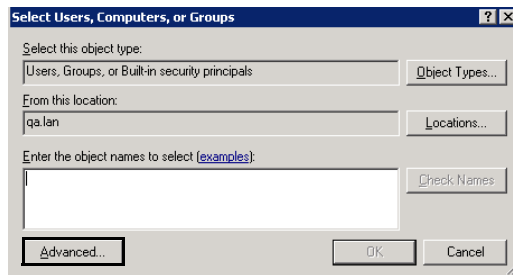 Select Users, Computers, or Groups
Select this object type:
Users, Groups, or Built-in security principals
Object Types...
From this location:
qa.lan
Locations...
Enter the object names to select (examples):
Check Names
Advanced...
OK
Cancel